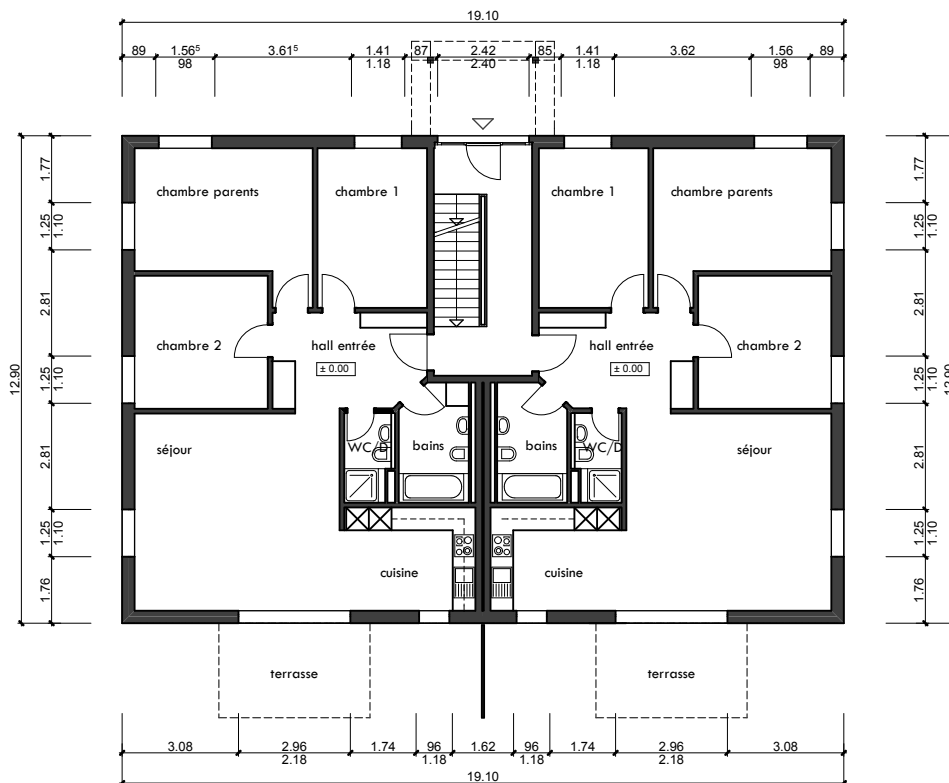 19.10
89 1.56⁵ 3.61⁵ 1.41 87 2.42 85 1.41 3.62 1.56 89
98 1.18 2.40 1.18 98
1.77
1.25
1.10
2.81
1.25
1.10
2.81
1.25
1.10
1.76
12.90
chambre parents chambre 1 chambre 1 chambre parents
chambre 2 hall entrée hall entrée chambre 2
± 0.00 ± 0.00
séjour WC/D bains bains WC/D séjour
cuisine cuisine
terrasse terrasse
1.77
1.25
1.10
2.81
1.25
1.10
2.81
1.25
1.10
1.76
12.90
3.08 2.96 1.74 96 1.62 96 1.74 2.96 3.08
2.18 1.18 1.18 2.18
19.10